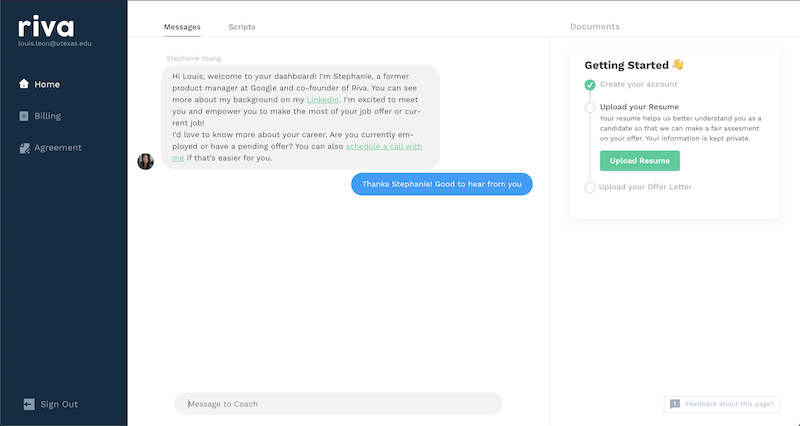 riva
louis.leon@utexas.edu
Home
Billing
Agreement
Sign Out
Messages
Scripts
Stephanie Young
Hi Louis, welcome to your dashboard! I'm Stephanie, a former
product manager at Google and co-founder of Riva. You can see
more about my background on my Linkedin. I'm excited to meet
you and empower you to make the most of your job offer or cur-
rent job!
I'd love to know more about your career. Are you currently em-
ployed or have a pending offer? You can also schedule a call with
me if that's easier for you.
Thanks Stephanie! Good to hear from you
Message to Coach
Documents
Getting Started 👋
Create your account
Upload your Resume
Your resume helps us better understand you as a
candidate so that we can make a fair assesment
on your offer. Your information is kept private.
Upload Resume
Upload your Offer Letter
Feedback about this page?